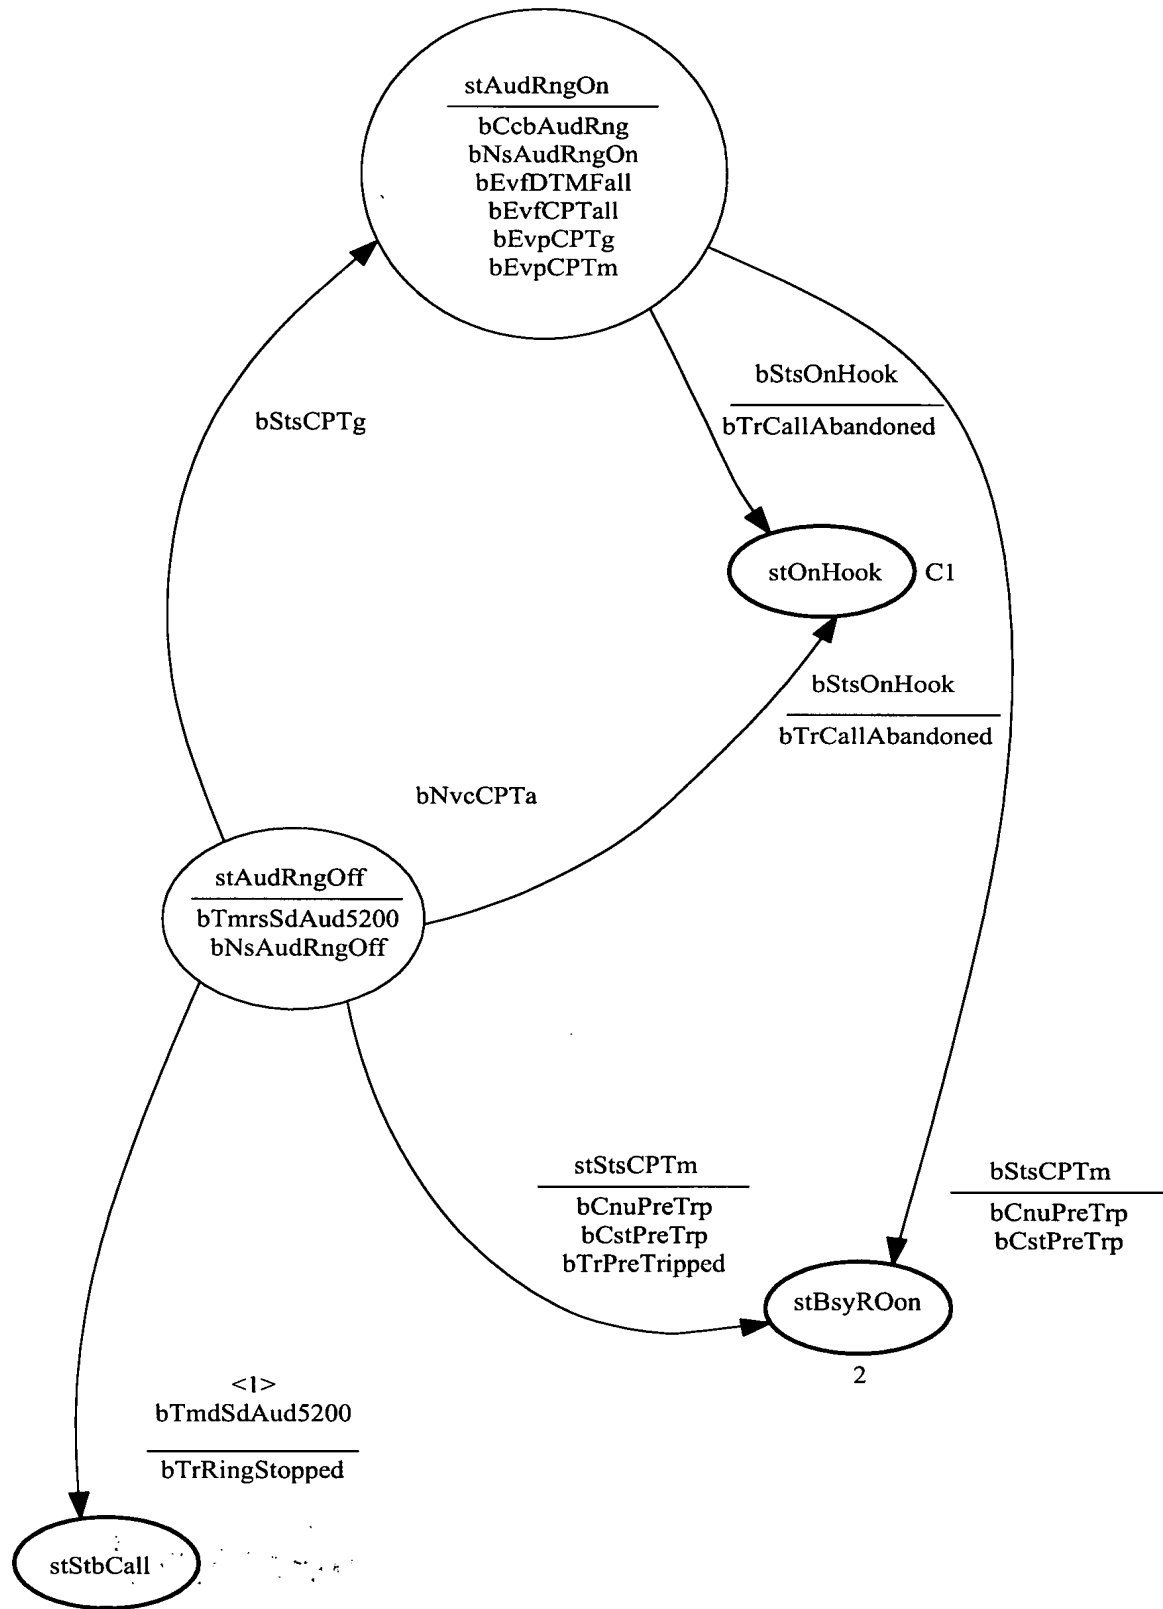 stAudRngOn
bCcbAudRng
bNsAudRngOn
bEvfDTMFall
bEvfCPTall
bEvpCPTg
bEvpCPTm
bStsOnHook
bTrCallAbandoned
bStsCPTg
stOnHook C1
bStsOnHook
bTrCallAbandoned
bNvcCPTa
stAudRngOff
bTmrsSdAud5200
bNsAudRngOff
stStsCPTm
bCnuPreTrp
bCstPreTrp
bTrPreTripped
bStsCPTm
bCnuPreTrp
bCstPreTrp
stBsyROon
2
<1>
bTmdSdAud5200
bTrRingStopped
stStbCall